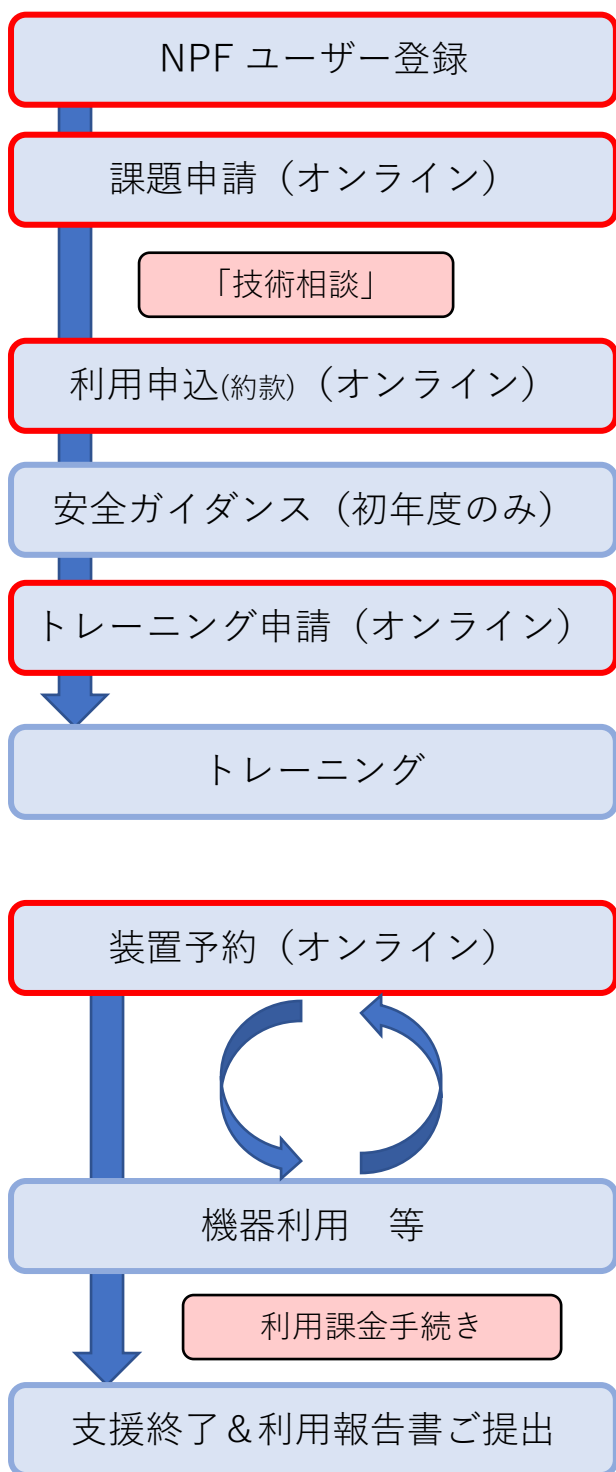 NPF ユーザー登録
課題申請（オンライン）
「技術相談」
利用申込(約款)（オンライン）
安全ガイダンス（初年度のみ）
トレーニング申請（オンライン）
トレーニング
装置予約（オンライン）
機器利用　等
利用課金手続き
支援終了＆利用報告書ご提出